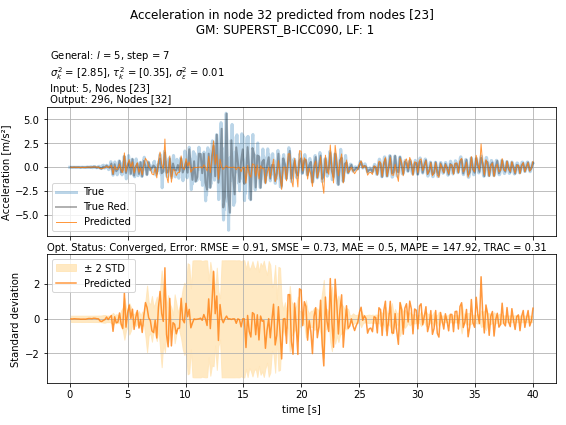 Acceleration in node 32 predicted from nodes [23]
GM: SUPERST_B-ICC090, LF: 1
General: l = 5, step = 7
σ²ₖ = [2.85], τ²ₖ = [0.35], σ²ε = 0.01
Input: 5, Nodes [23]
Output: 296, Nodes [32]
Acceleration [m/s²]
5.0
2.5
0.0
−2.5
−5.0
True
True Red.
Predicted
Opt. Status: Converged, Error: RMSE = 0.91, SMSE = 0.73, MAE = 0.5, MAPE = 147.92, TRAC = 0.31
Standard deviation
2
0
−2
± 2 STD
Predicted
0 5 10 15 20 25 30 35 40
time [s]